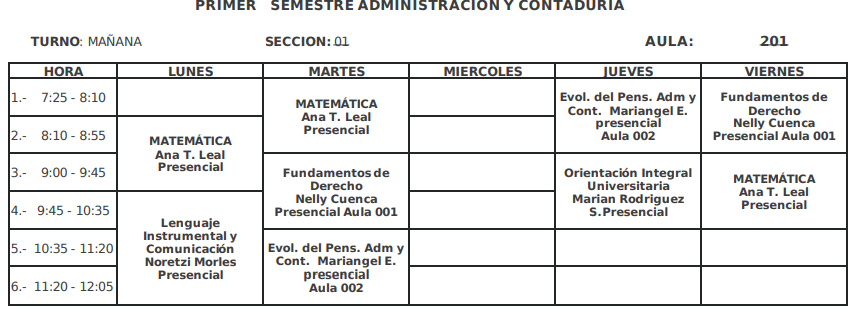 PRIMER SEMESTRE ADMINISTRACION Y CONTADURIA
TURNO: MAÑANA SECCION: 01 AULA: 201
HORA LUNES MARTES MIERCOLES JUEVES VIERNES
1.- 7:25 - 8:10
2.- 8:10 - 8:55
3.- 9:00 - 9:45
4.- 9:45 - 10:35
5.- 10:35 - 11:20
6.- 11:20 - 12:05
MATEMÁTICA
Ana T. Leal
Presencial
Lenguaje
Instrumental y
Comunicación
Noretzi Morles
Presencial
MATEMÁTICA
Ana T. Leal
Presencial
Fundamentos de
Derecho
Nelly Cuenca
Presencial Aula 001
Evol. del Pens. Adm y
Cont. Mariangel E.
presencial
Aula 002
Evol. del Pens. Adm y
Cont. Mariangel E.
presencial
Aula 002
Orientación Integral
Universitaria
Marian Rodriguez
S.Presencial
Fundamentos de
Derecho
Nelly Cuenca
Presencial Aula 001
MATEMÁTICA
Ana T. Leal
Presencial